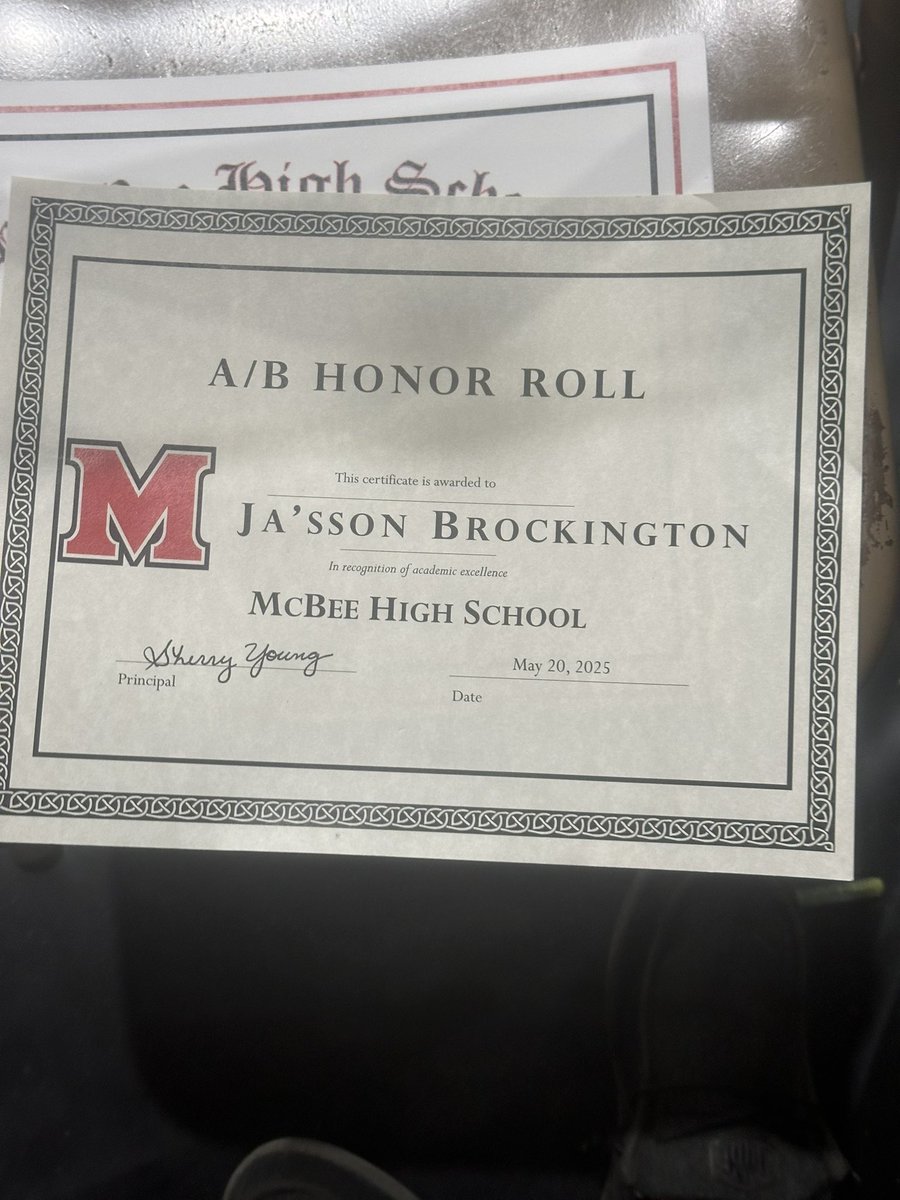 High
A/B HONOR ROLL
M
This certificate is awarded to
JA'SSON BROCKINGTON
In recognition of academic excellence
MCBEE HIGH SCHOOL
Sherry Young
Principal
May 20, 2025
Date